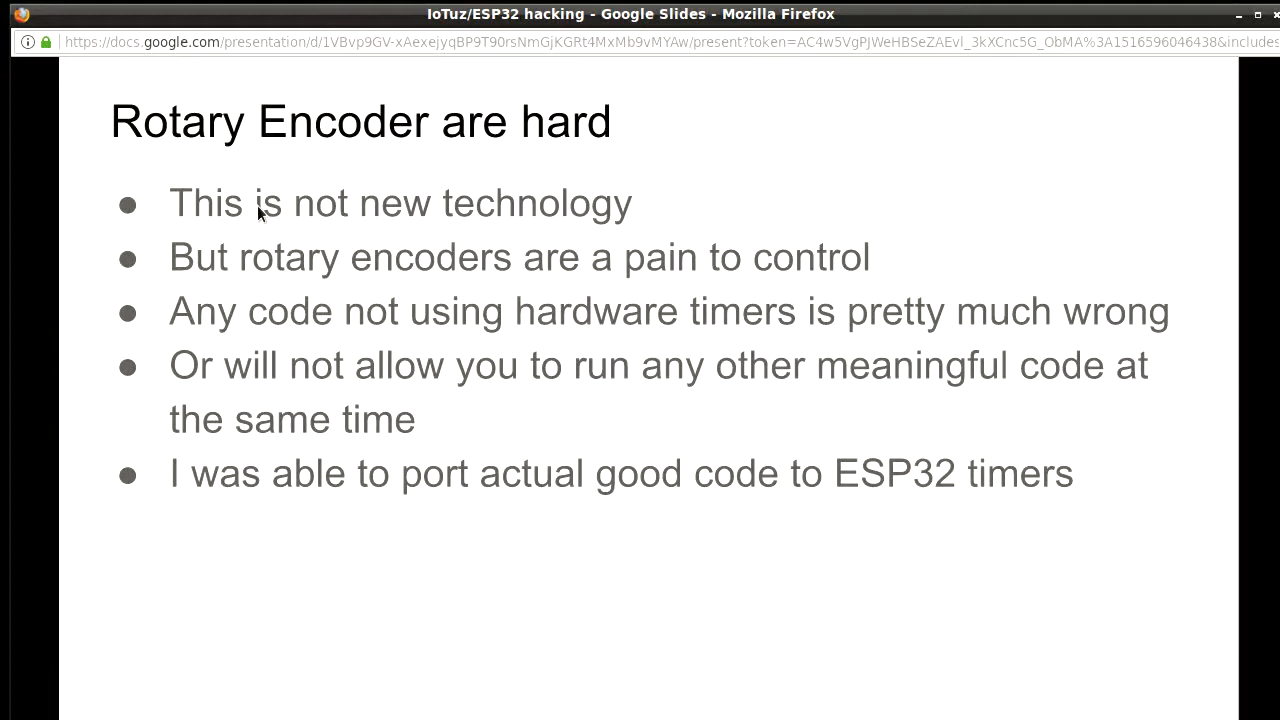 IoTuz/ESP32 hacking - Google Slides - Mozilla Firefox
https://docs.google.com/presentation/d/1VBvp9GV-xAexejyqBP9T90rsNmGjKGRt4MxMb9vMYAw/present?token=AC4w5VgPJWeHBSeZAEvl_3kXCnc5G_ObMA%3A1516596046438&includes
Rotary Encoder are hard
● This is not new technology
● But rotary encoders are a pain to control
● Any code not using hardware timers is pretty much wrong
● Or will not allow you to run any other meaningful code at
the same time
● I was able to port actual good code to ESP32 timers